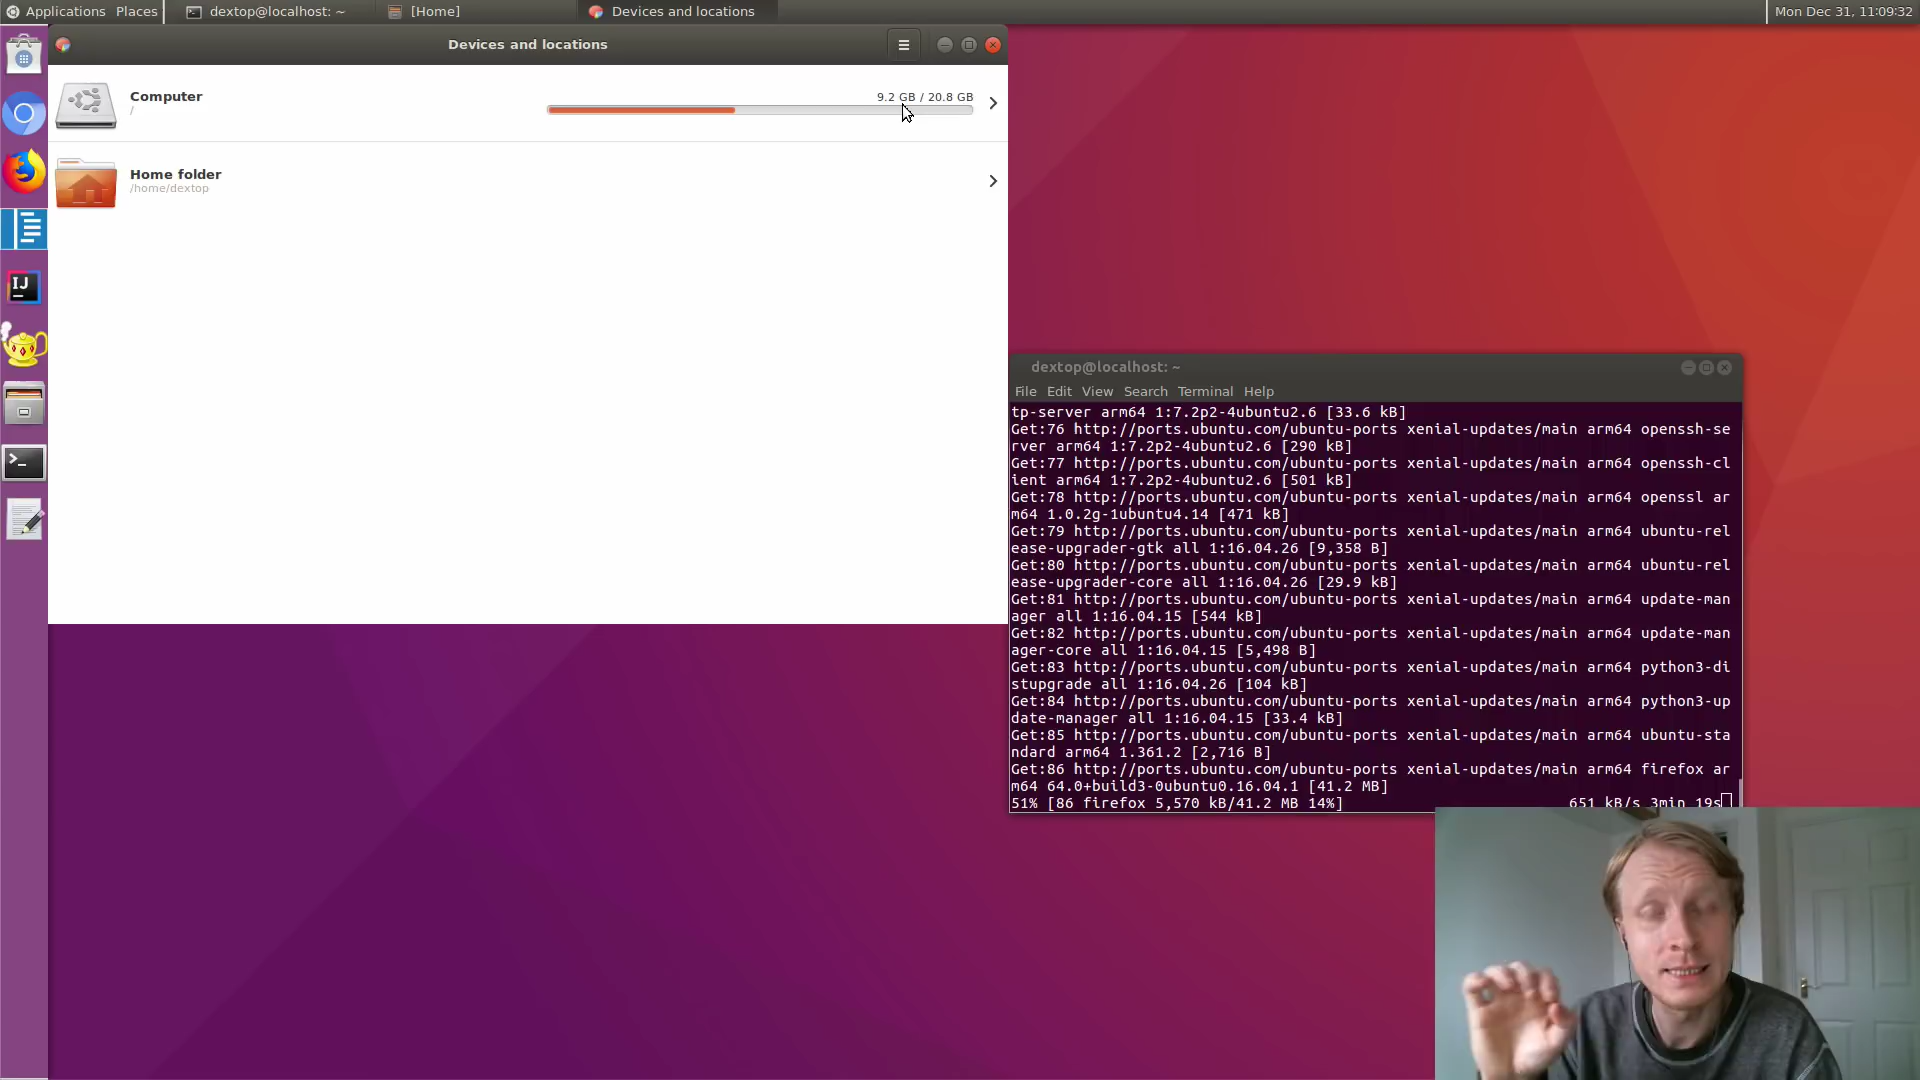 Applications Places dextop@localhost: ~ [Home] Devices and locations Mon Dec 31, 11:09:32
Devices and locations
Computer
/
9.2 GB / 20.8 GB
Home folder
/home/dextop
IJ
>_
dextop@localhost: ~
File Edit View Search Terminal Help
tp-server arm64 1:7.2p2-4ubuntu2.6 [33.6 kB]
Get:76 http://ports.ubuntu.com/ubuntu-ports xenial-updates/main arm64 openssh-se
rver arm64 1:7.2p2-4ubuntu2.6 [290 kB]
Get:77 http://ports.ubuntu.com/ubuntu-ports xenial-updates/main arm64 openssh-cl
ient arm64 1:7.2p2-4ubuntu2.6 [501 kB]
Get:78 http://ports.ubuntu.com/ubuntu-ports xenial-updates/main arm64 openssl ar
m64 1.0.2g-1ubuntu4.14 [471 kB]
Get:79 http://ports.ubuntu.com/ubuntu-ports xenial-updates/main arm64 ubuntu-rel
ease-upgrader-gtk all 1:16.04.26 [9,358 B]
Get:80 http://ports.ubuntu.com/ubuntu-ports xenial-updates/main arm64 ubuntu-rel
ease-upgrader-core all 1:16.04.26 [29.9 kB]
Get:81 http://ports.ubuntu.com/ubuntu-ports xenial-updates/main arm64 update-man
ager all 1:16.04.15 [544 kB]
Get:82 http://ports.ubuntu.com/ubuntu-ports xenial-updates/main arm64 update-man
ager-core all 1:16.04.15 [5,498 B]
Get:83 http://ports.ubuntu.com/ubuntu-ports xenial-updates/main arm64 python3-di
stupgrade all 1:16.04.26 [104 kB]
Get:84 http://ports.ubuntu.com/ubuntu-ports xenial-updates/main arm64 python3-up
date-manager all 1:16.04.15 [33.4 kB]
Get:85 http://ports.ubuntu.com/ubuntu-ports xenial-updates/main arm64 ubuntu-sta
ndard arm64 1.361.2 [2,716 B]
Get:86 http://ports.ubuntu.com/ubuntu-ports xenial-updates/main arm64 firefox ar
m64 64.0+build3-0ubuntu0.16.04.1 [41.2 MB]
51% [86 firefox 5,570 kB/41.2 MB 14%] 651 kB/s 3min 19s